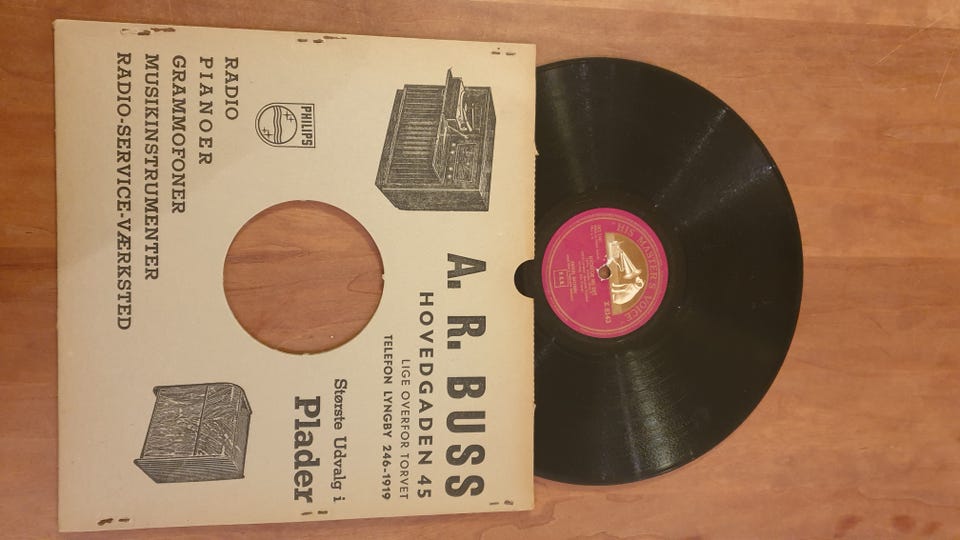 A. R. BUSS
HOVEDGADEN 45
LIGE OVERFOR TORVET
TELEFON LYNGBY 246-1919
Største Udvalg i
Plader
PHILIPS
RADIO
PIANOER
GRAMMOFONER
MUSIKINSTRUMENTER
RADIO-SERVICE-VÆRKSTED
HIS MASTER'S VOICE
X 8143